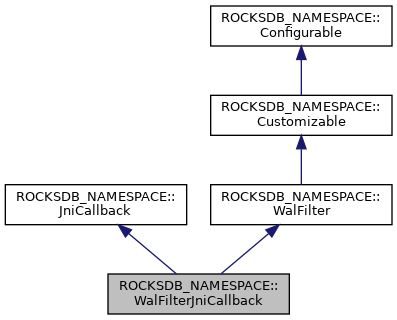 ROCKSDB_NAMESPACE::
Configurable
ROCKSDB_NAMESPACE::
Customizable
ROCKSDB_NAMESPACE::
JniCallback
ROCKSDB_NAMESPACE::
WalFilter
ROCKSDB_NAMESPACE::
WalFilterJniCallback